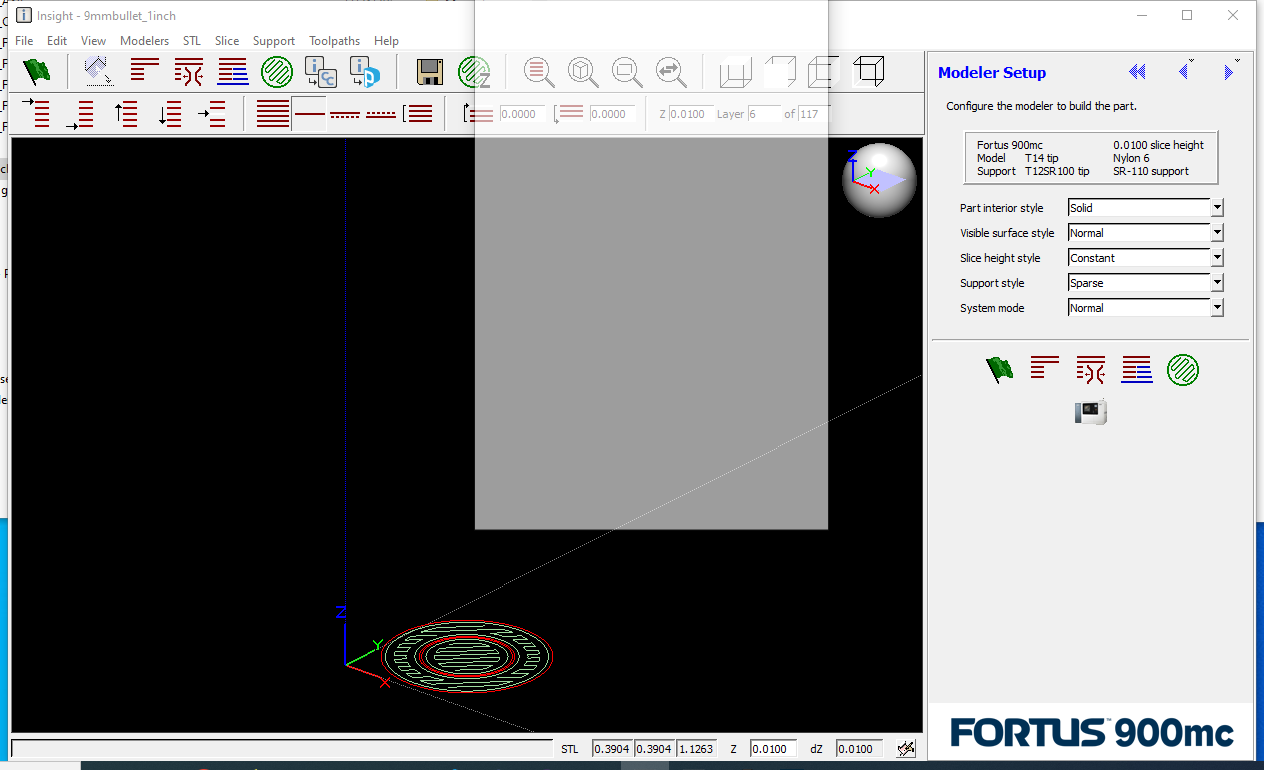 Insight - 9mmbullet_1inch
File Edit View Modelers STL Slice Support Toolpaths Help
0.0000 0.0000 Z 0.0100 Layer 6 of 117
Z
Y
X
Modeler Setup
Configure the modeler to build the part.
Fortus 900mc 0.0100 slice height
Model T14 tip Nylon 6
Support T12SR100 tip SR-110 support
Part interior style Solid
Visible surface style Normal
Slice height style Constant
Support style Sparse
System mode Normal
Z
Y
X
FORTUS™ 900mc
STL 0.3904 0.3904 1.1263 Z 0.0100 dZ 0.0100